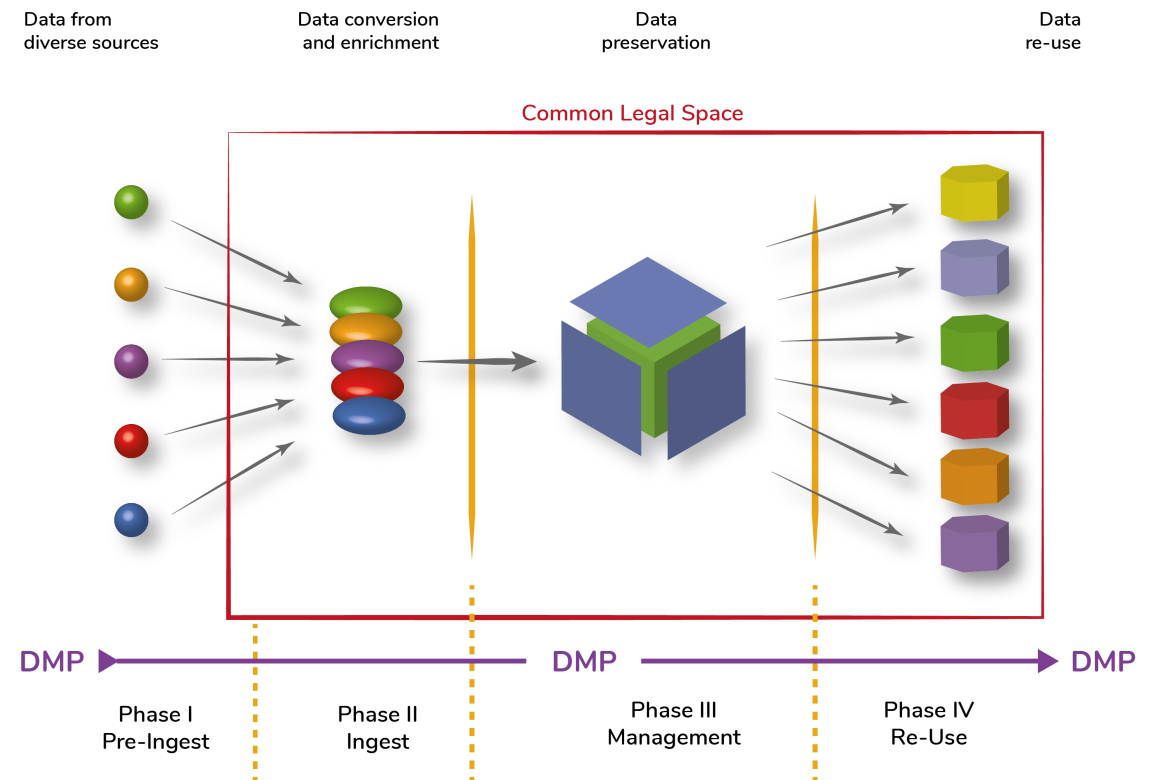 Data from
diverse sources
Data conversion
and enrichment
Data
preservation
Data
re-use
Common Legal Space
DMP
DMP
DMP
Phase I
Pre-Ingest
Phase II
Ingest
Phase III
Management
Phase IV
Re-Use